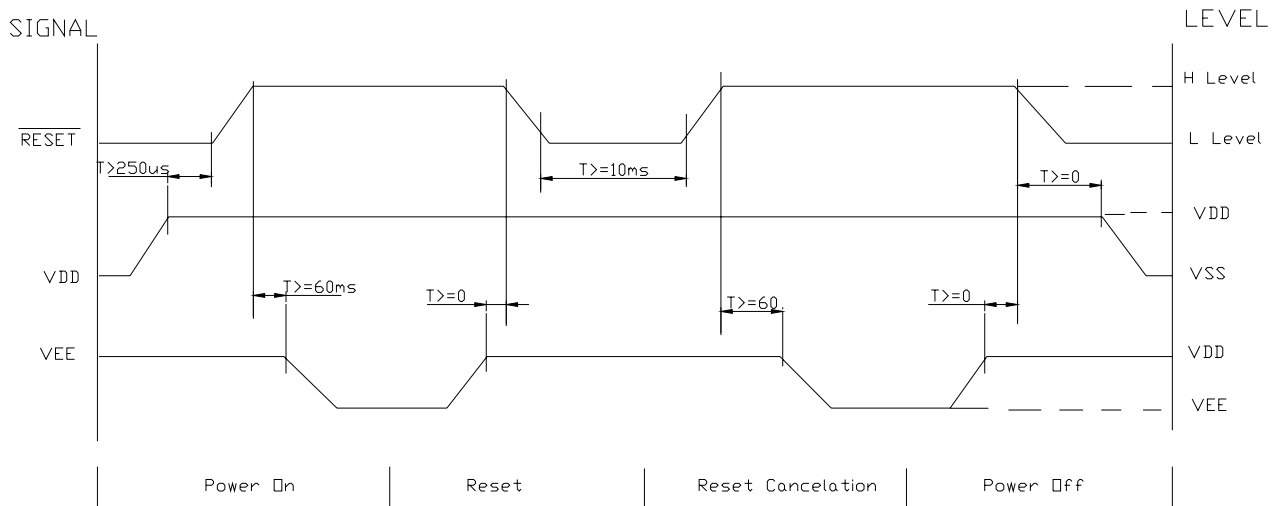 SIGNAL
LEVEL
H Level
RESET
L Level
T>250us
T>=10ms
T>=0
VDD
VDD
VSS
T>=60ms
T>=0
T>=60
T>=0
VEE
VDD
VEE
Power On
Reset
Reset Cancelation
Power Off